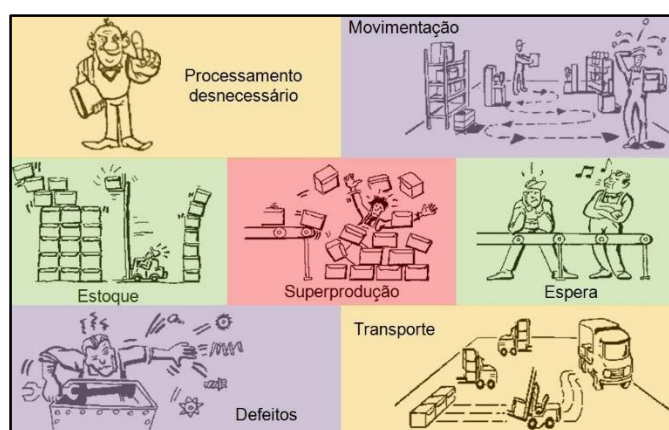 Processamento
desnecessário
Movimentação
Estoque
Superprodução
Espera
Defeitos
Transporte